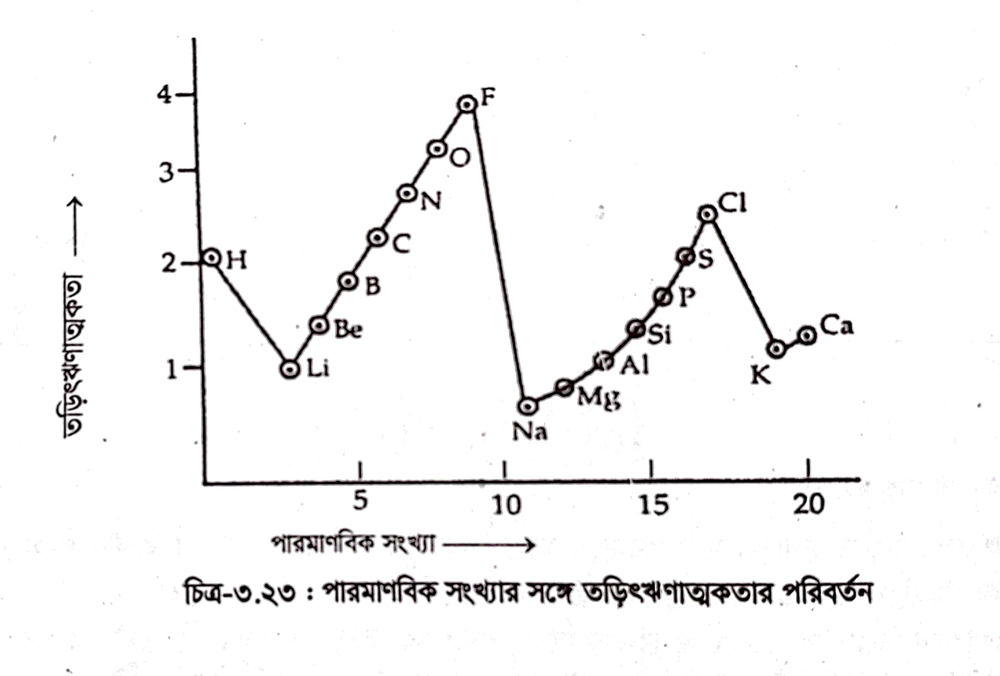 4
F
3
O
N
Cl
C
2
H
S
B
P
Be
Si
Ca
1
Li
Al
K
Mg
Na
তড়িৎঋণাত্মকতা →
5 10 15 20
পারমাণবিক সংখ্যা →
চিত্র-৩.২৩ : পারমাণবিক সংখ্যার সঙ্গে তড়িৎঋণাত্মকতার পরিবর্তন